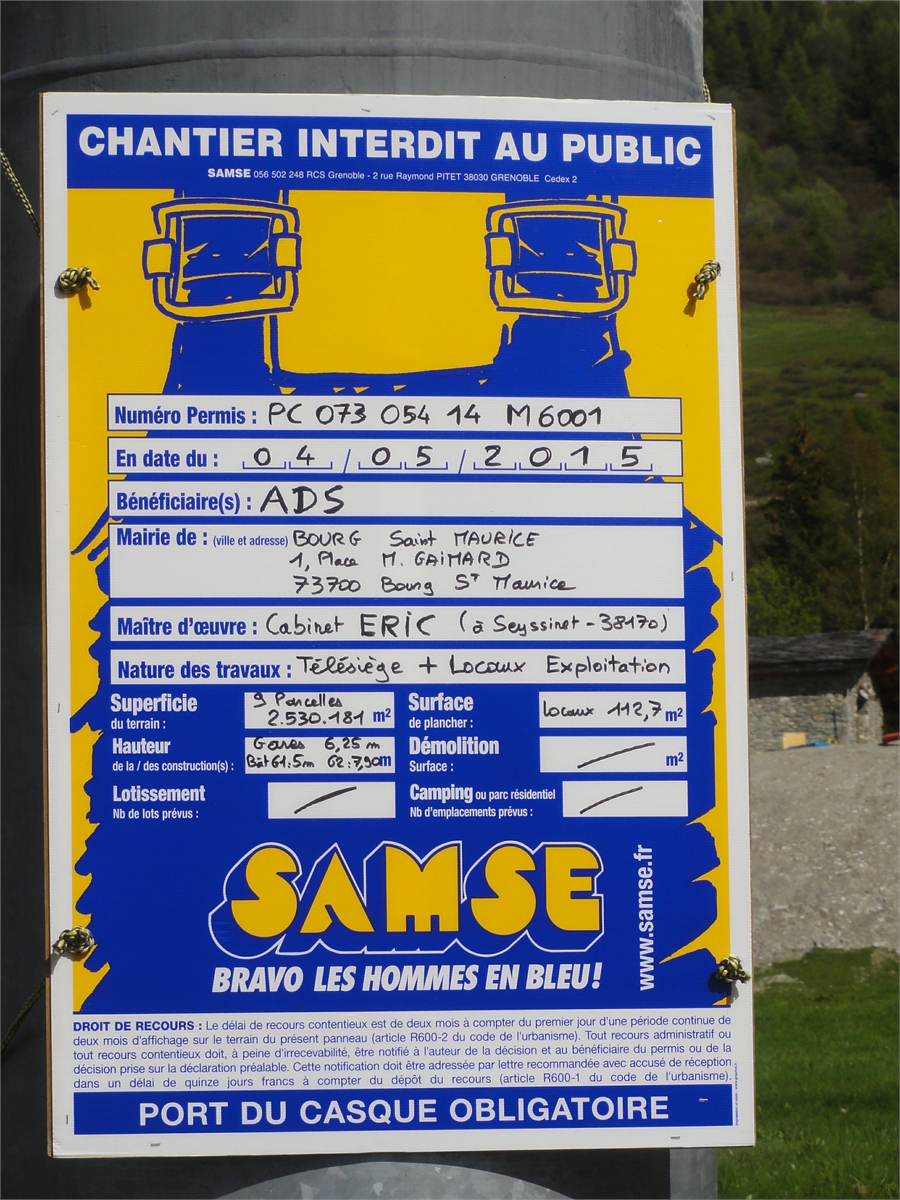 CHANTIER INTERDIT AU PUBLIC
SAMSE 056 502 248 RCS Grenoble - 2 rue Raymond PITET 38030 GRENOBLE Cedex 2
Numéro Permis : PC 073 054 14 M6001
En date du : 04/05/2015
Bénéficiaire(s) : ADS
Mairie de : (ville et adresse) BOURG Saint MAURICE
1, Place M. GAIMARD
73700 Bourg St Maurice
Maître d'œuvre : Cabinet ERIC (à Seyssinet - 38170)
Nature des travaux : Télésiège + Locaux Exploitation
Superficie du terrain : 9 Parcelles 2.530.181 m²
Surface de plancher : locaux 112,7 m²
Hauteur de la / des construction(s) : Gares 6,25 m Bât G1:5m G2:7,90m
Démolition Surface : m²
Lotissement Nb de lots prévus :
Camping ou parc résidentiel Nb d'emplacements prévus :
SAMSE
BRAVO LES HOMMES EN BLEU!
www.samse.fr
DROIT DE RECOURS : Le délai de recours contentieux est de deux mois à compter du premier jour d'une période continue de
deux mois d'affichage sur le terrain du présent panneau (article R600-2 du code de l'urbanisme). Tout recours administratif ou
tout recours contentieux doit, à peine d'irrecevabilité, être notifié à l'auteur de la décision et au bénéficiaire du permis ou de la
décision prise sur la déclaration préalable. Cette notification doit être adressée par lettre recommandée avec accusé de réception
dans un délai de quinze jours francs à compter du dépôt du recours (article R600-1 du code de l'urbanisme).
PORT DU CASQUE OBLIGATOIRE